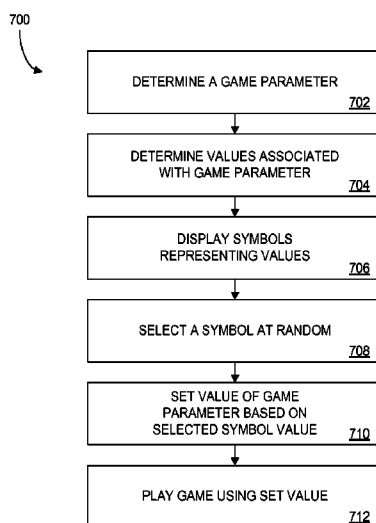 700
DETERMINE A GAME PARAMETER
702
DETERMINE VALUES ASSOCIATED
WITH GAME PARAMETER
704
DISPLAY SYMBOLS
REPRESENTING VALUES
706
SELECT A SYMBOL AT RANDOM
708
SET VALUE OF GAME
PARAMETER BASED ON
SELECTED SYMBOL VALUE
710
PLAY GAME USING SET VALUE
712